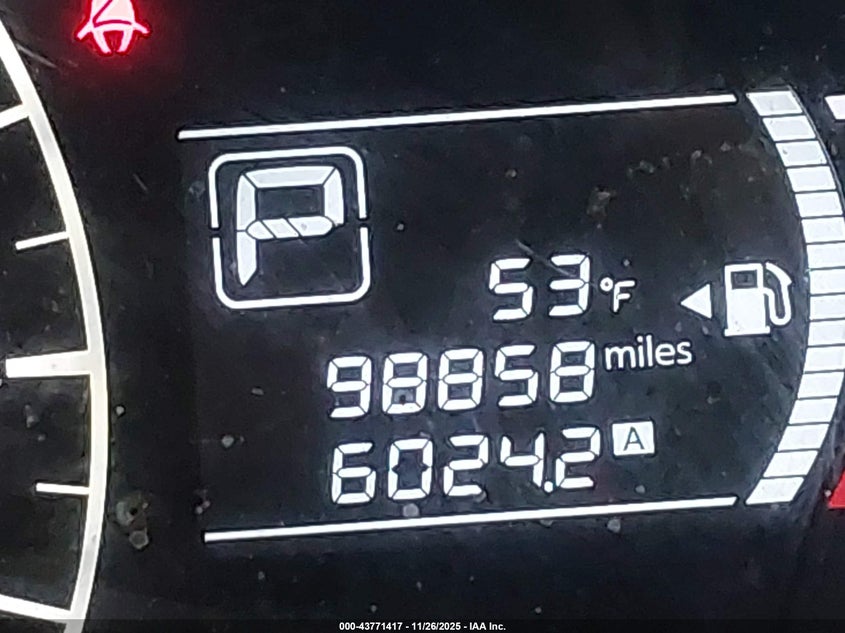 P
53°F
98858 miles
6024.2 A
000-43771417 - 11/26/2025 - IAA Inc.